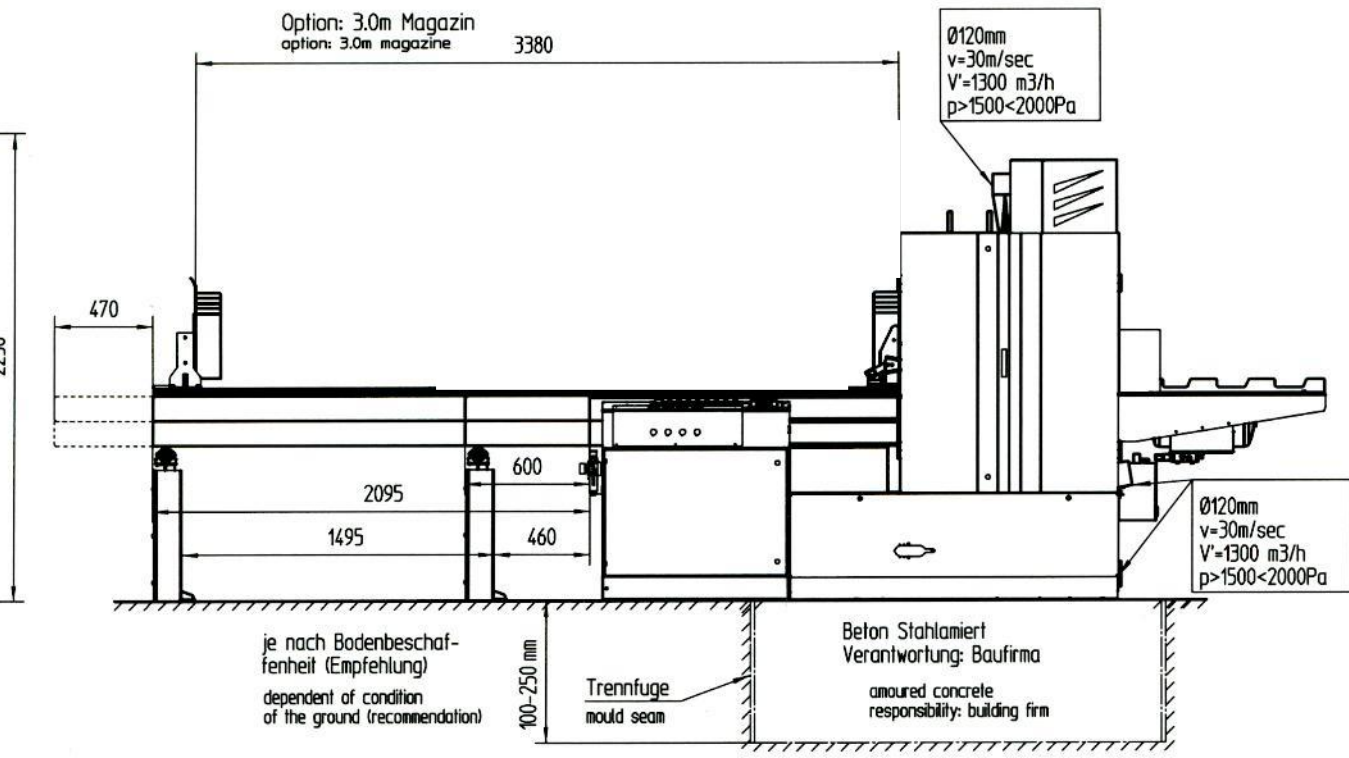 Option: 3.0m Magazin
option: 3.0m magazine
3380
Ø120mm
v=30m/sec
V'=1300 m3/h
p>1500<2000Pa
470
600
2095
1495
460
Ø120mm
v=30m/sec
V'=1300 m3/h
p>1500<2000Pa
je nach Bodenbeschaf-
fenheit (Empfehlung)
dependent of condition
of the ground (recommendation)
100-250 mm
Trennfuge
mould seam
Beton Stahlamiert
Verantwortung: Baufirma
amoured concrete
responsibility: building firm